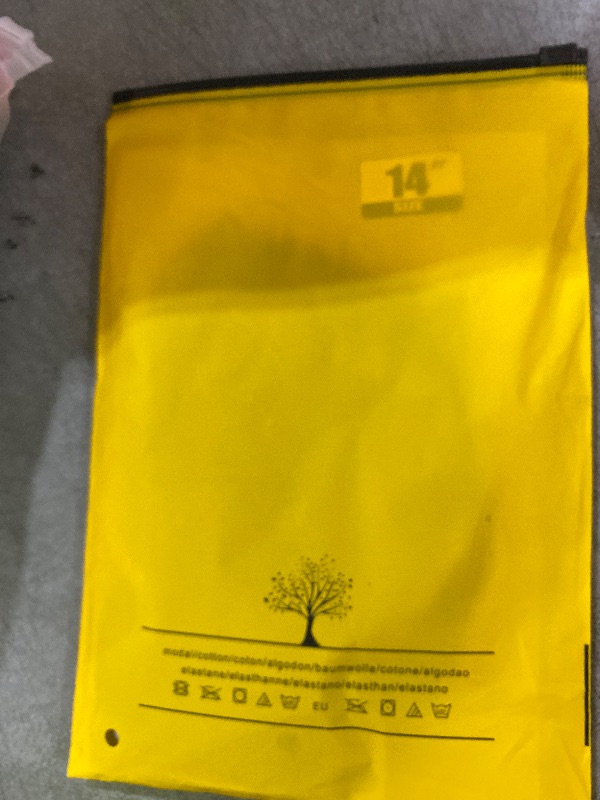 14"
SIZE
modal/cotton/coton/algodon/baumwolle/cotone/algodao
elastane/elasthanne/elastano/elasthan/elastano
EU